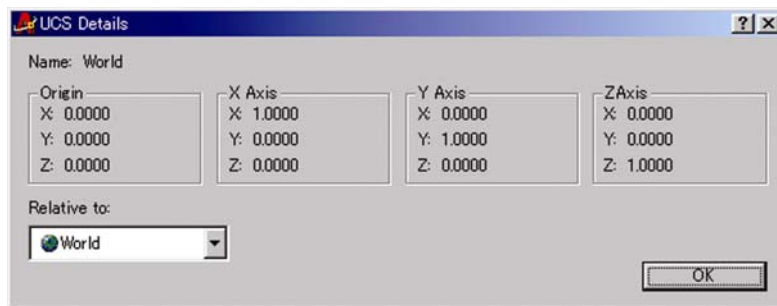 UCS Details
Name: World
Origin
X: 0.0000
Y: 0.0000
Z: 0.0000
X Axis
X: 1.0000
Y: 0.0000
Z: 0.0000
Y Axis
X: 0.0000
Y: 1.0000
Z: 0.0000
ZAxis
X: 0.0000
Y: 0.0000
Z: 1.0000
Relative to:
World
OK